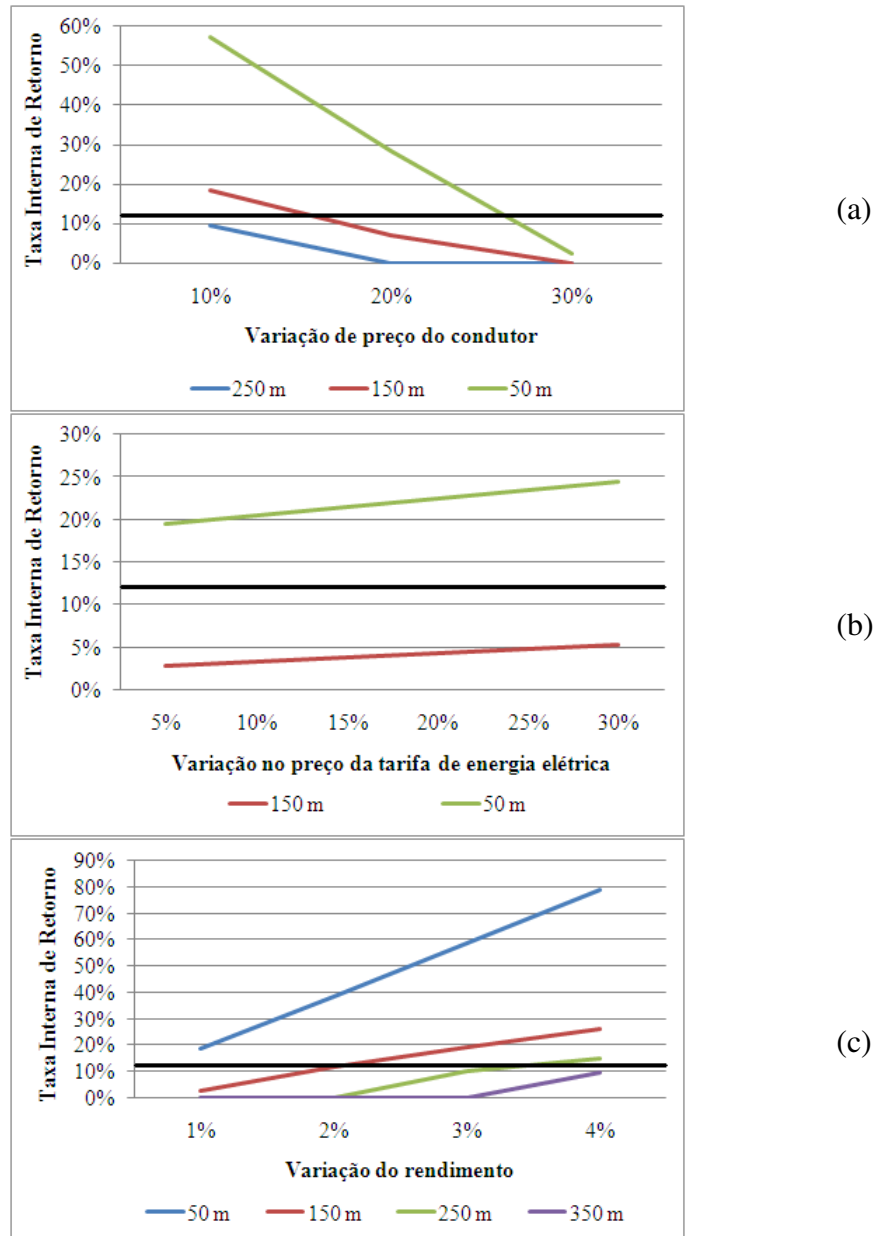 Taxa Interna de Retorno
60%
50%
40%
30%
20%
10%
0%
10% 20% 30%
Variação de preço do condutor
250 m 150 m 50 m
(a)
Taxa Interna de Retorno
30%
25%
20%
15%
10%
5%
0%
5% 10% 15% 20% 25% 30%
Variação no preço da tarifa de energia elétrica
150 m 50 m
(b)
Taxa Interna de Retorno
90%
80%
70%
60%
50%
40%
30%
20%
10%
0%
1% 2% 3% 4%
Variação do rendimento
50 m 150 m 250 m 350 m
(c)